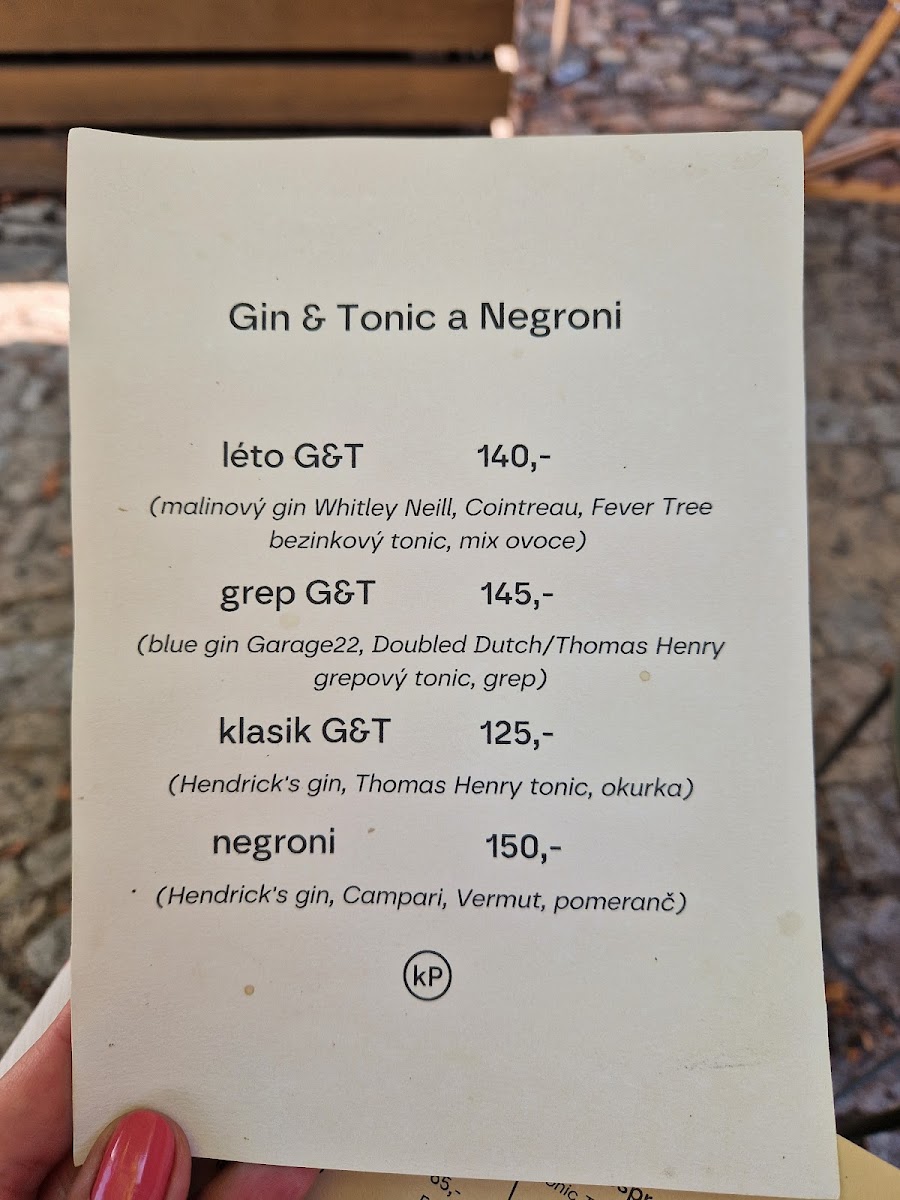 Gin & Tonic a Negroni
léto G&T 140,-
(malinový gin Whitley Neill, Cointreau, Fever Tree
bezinkový tonic, mix ovoce)
grep G&T 145,-
(blue gin Garage22, Doubled Dutch/Thomas Henry
grepový tonic, grep)
klasik G&T 125,-
(Hendrick's gin, Thomas Henry tonic, okurka)
negroni 150,-
(Hendrick's gin, Campari, Vermut, pomeranč)
kP